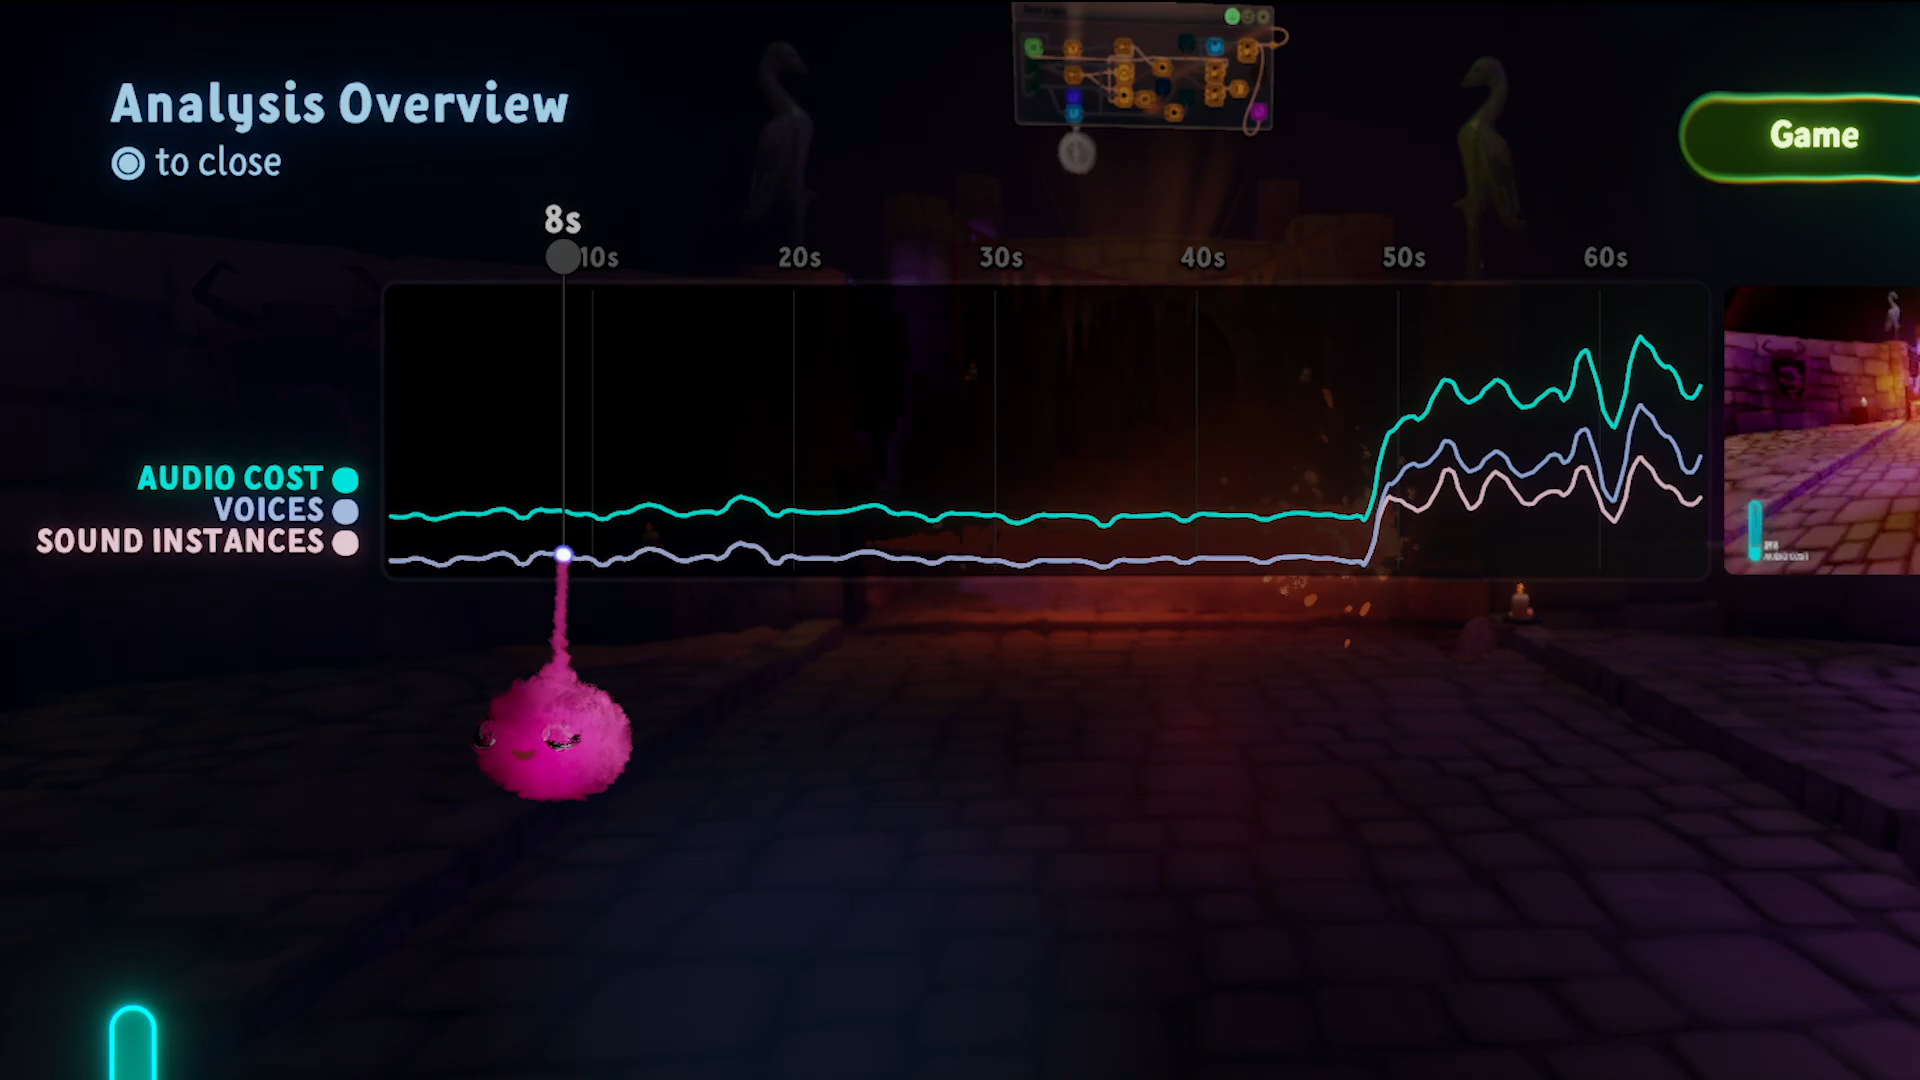 Analysis Overview
to close
Game
8s
10s
20s
30s
40s
50s
60s
AUDIO COST
VOICES
SOUND INSTANCES